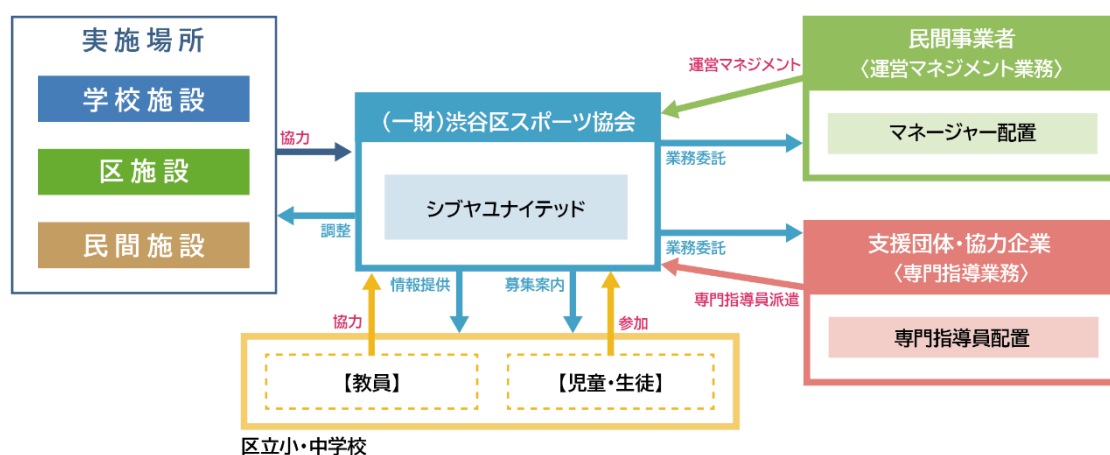 実施場所
学校施設
区施設
民間施設
協力
調整
(一財)渋谷区スポーツ協会
シブヤユナイテッド
運営マネジメント
業務委託
民間事業者
〈運営マネジメント業務〉
マネージャー配置
業務委託
専門指導員派遣
支援団体・協力企業
〈専門指導業務〉
専門指導員配置
情報提供
募集案内
協力
参加
【教員】
【児童・生徒】
区立小・中学校